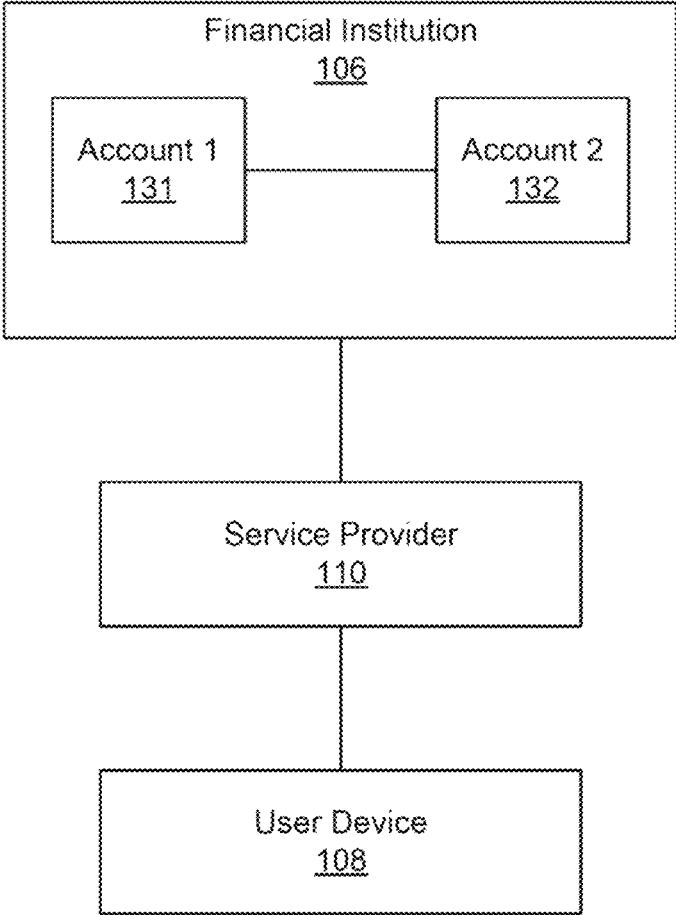 Financial Institution
106
Account 1
131
Account 2
132
Service Provider
110
User Device
108